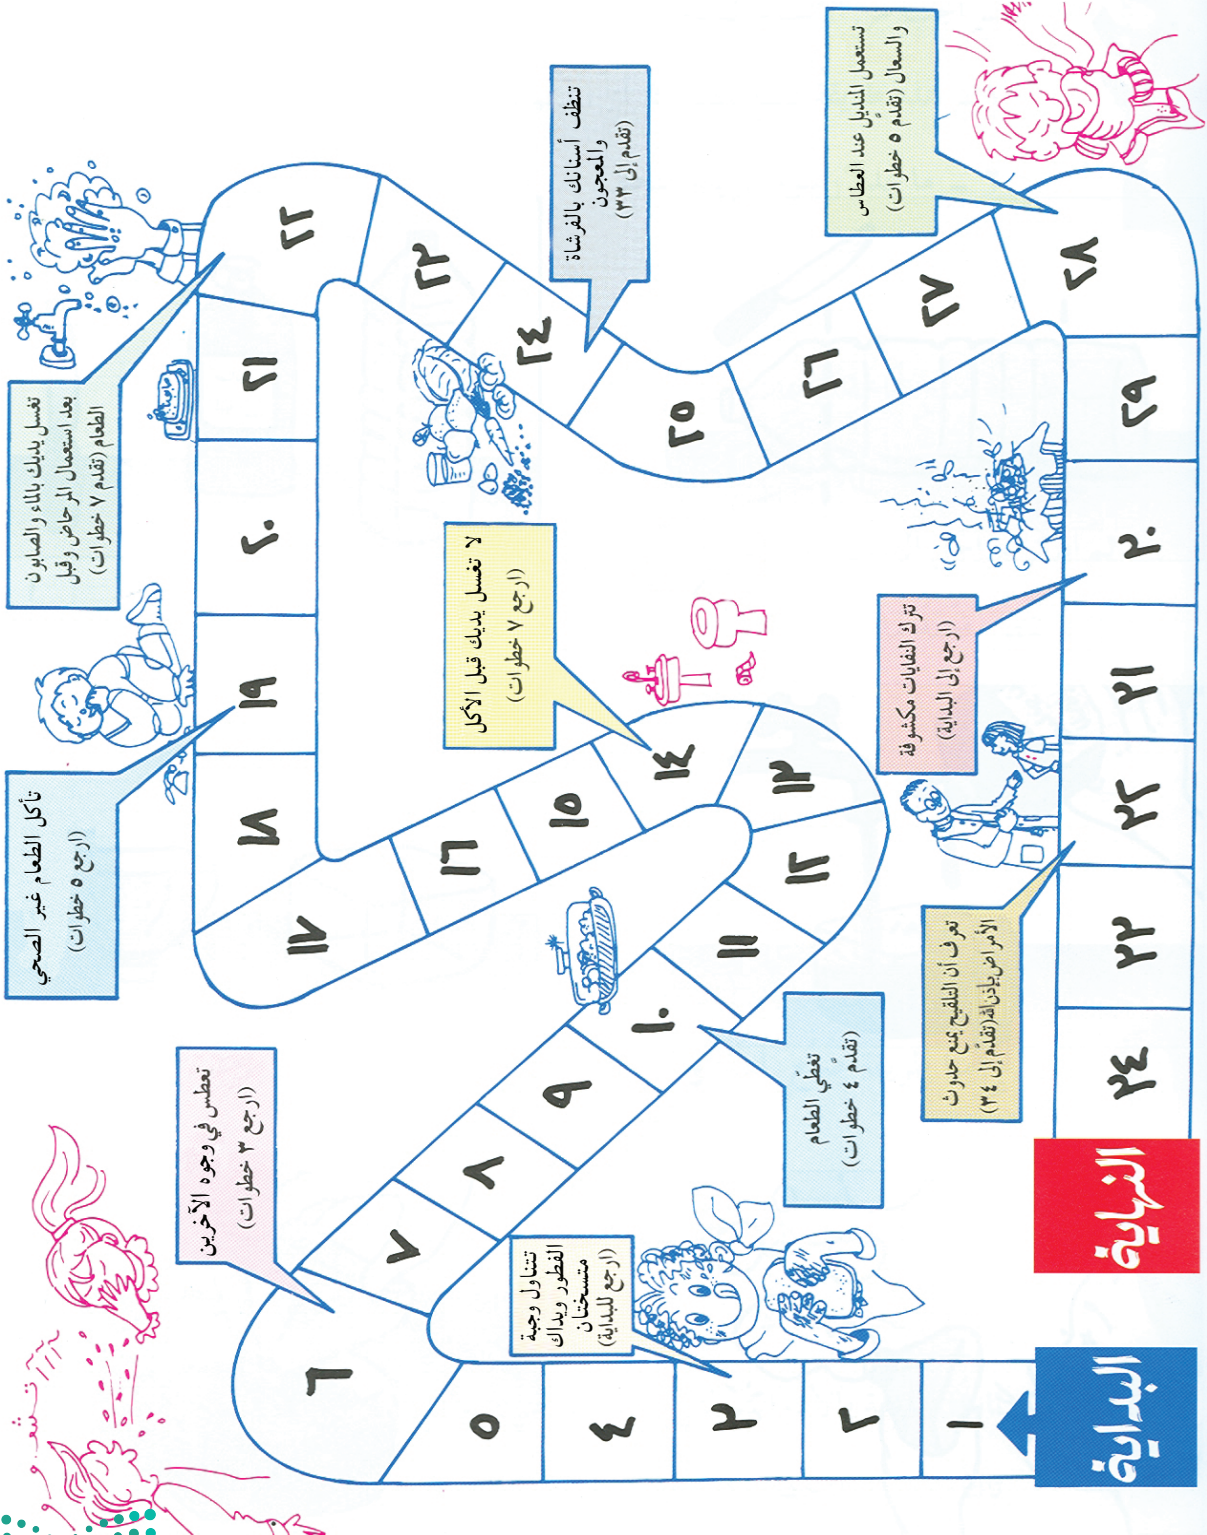 البداية
١
٢
٣
تتناول وجبة
الفطور ويداك
متسختان
(ارجع للبداية)
٤
٥
٦
تعطس في وجوه الآخرين
(ارجع ٣ خطوات)
٧
٨
٩
١٠
تغطّي الطعام
(تقدّم ٤ خطوات)
١١
١٢
١٣
١٤
لا تغسل يديك قبل الأكل
(ارجع ٧ خطوات)
١٥
١٦
١٧
١٨
١٩
تأكل الطعام غير الصحي
(ارجع ٥ خطوات)
٢٠
٢١
٢٢
تغسل يديك بالماء والصابون
بعد استعمال المرحاض وقبل
الطعام (تقدم ٧ خطوات)
٢٣
٢٤
تنظف أسنانك بالفرشاة
والمعجون
(تقدم إلى ٣٣)
٢٥
٢٦
٢٧
٢٨
تستعمل المنديل عند العطاس
والسعال (تقدّم ٥ خطوات)
٢٩
٣٠
تترك النفايات مكشوفة
(ارجع إلى البداية)
٣١
٣٢
تعرف أن التلقيح يمنع حدوث
الأمراض بإذن الله (تقدّم إلى ٣٤)
٣٣
٣٤
النهاية